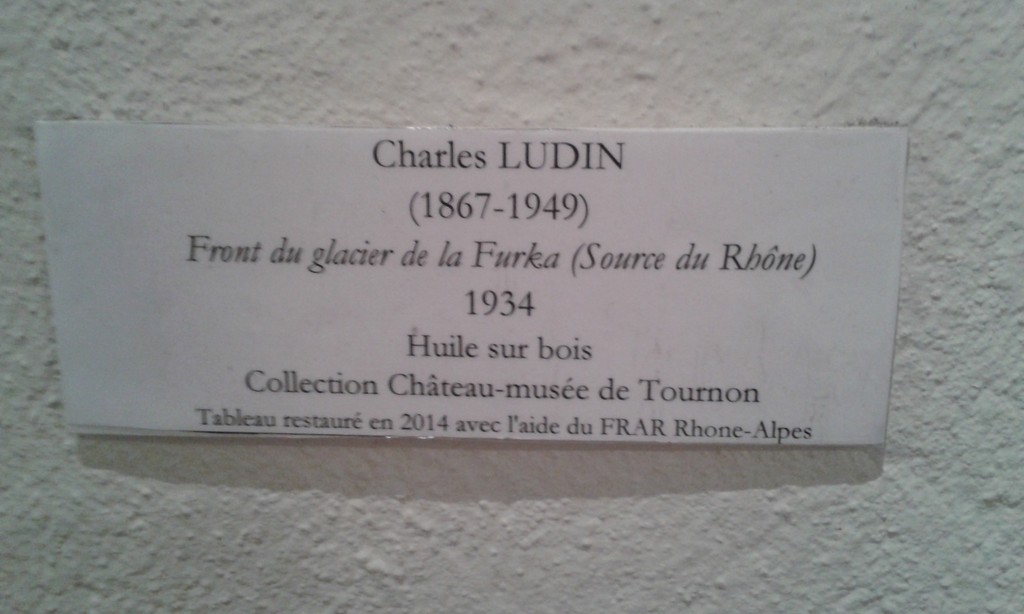 Charles LUDIN
(1867-1949)
Front du glacier de la Furka (Source du Rhône)
1934
Huile sur bois
Collection Château-musée de Tournon
Tableau restauré en 2014 avec l'aide du FRAR Rhone-Alpes